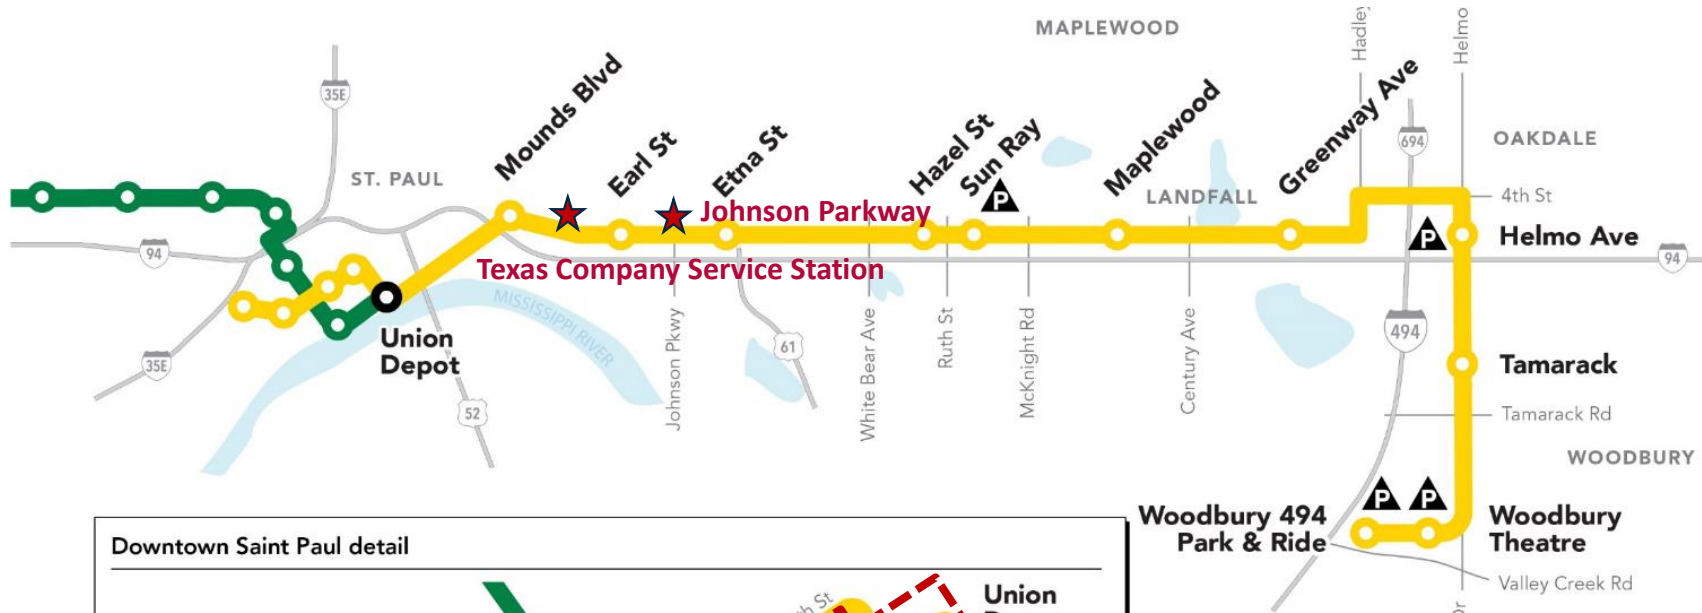 MAPLEWOOD
Hadley
Helmo
35E
Mounds Blvd
Earl St
Etna St
Hazel St
Sun Ray
P
Maplewood
Greenway Ave
694
OAKDALE
ST. PAUL
LANDFALL
4th St
Johnson Parkway
94
P
Helmo Ave
94
Texas Company Service Station
MISSISSIPPI RIVER
Union
Depot
35E
52
Johnson Pkwy
61
White Bear Ave
Ruth St
McKnight Rd
Century Ave
494
Tamarack
Tamarack Rd
WOODBURY
P
P
Woodbury 494
Park & Ride
Woodbury
Theatre
Valley Creek Rd
Downtown Saint Paul detail
Union